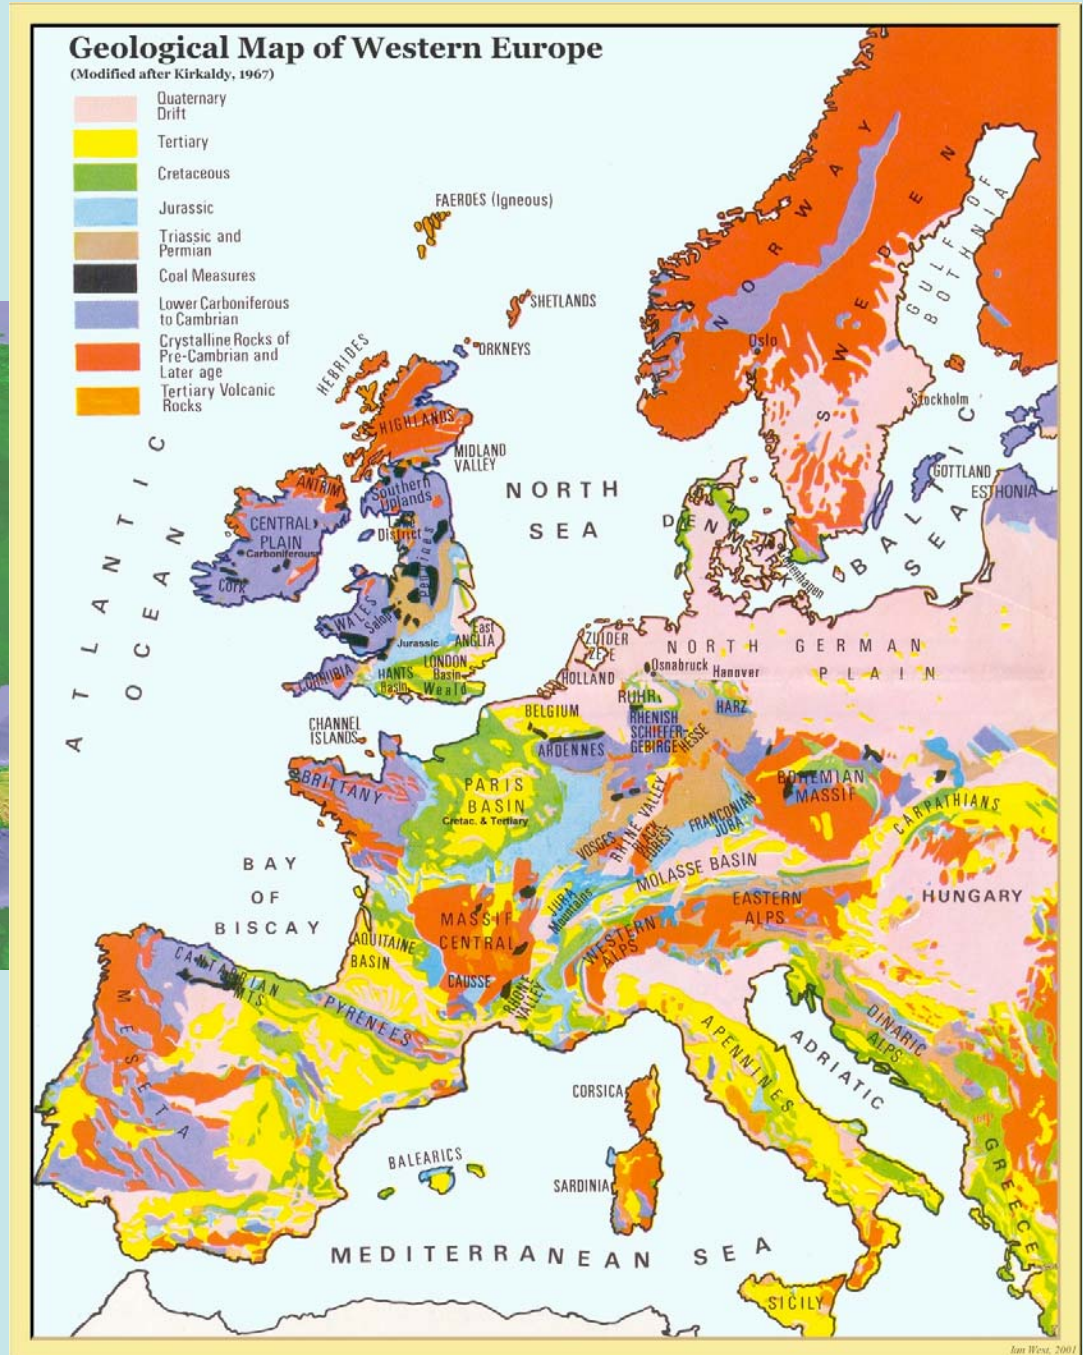 Geological Map of Western Europe
(Modified after Kirkaldy, 1967)
Quaternary
Drift
Tertiary
Cretaceous
Jurassic
Triassic and
Permian
Coal Measures
Lower Carboniferous
to Cambrian
Crystalline Rocks of
Pre-Cambrian and
Later age
Tertiary Volcanic
Rocks
FAEROES (Igneous)
SHETLANDS
ORKNEYS
HEBRIDES
HIGHLANDS
MIDLAND
VALLEY
NORWAY
SWEDEN
GULF OF
BOTHNIA
Oslo
Stockholm
GOTTLAND
ESTHONIA
BALTIC
SEA
ATLANTIC
OCEAN
NORTH
SEA
ANTRIM
Southern
Uplands
Lake
District
CENTRAL
PLAIN
Carboniferous
Cork
Pennines
WALES
Salop
Jurassic
East
ANGLIA
LONDON
Basin
HANTS
Basin
Weald
CORNUBIA
DENMARK
Copenhagen
ZUIDER
ZEE
HOLLAND
NORTH GERMAN
PLAIN
Osnabruck
Hanover
RUHR
HARZ
BELGIUM
RHENISH
SCHIEFER-
GEBIRGE
HESSE
ARDENNES
CHANNEL
ISLANDS
BRITTANY
PARIS
BASIN
Cretac. & Tertiary
BOHEMIAN
MASSIF
CARPATHIANS
RHINE VALLEY
VOSGES
BLACK
FOREST
FRANCONIAN
JURA
MOLASSE BASIN
BAY
OF
BISCAY
MASSIF
CENTRAL
JURA
Mountains
WESTERN
ALPS
EASTERN
ALPS
HUNGARY
AQUITAINE
BASIN
CAUSSE
RHONE
VALLEY
CANTABRIAN
MTS
PYRENEES
MESETA
APENNINES
ADRIATIC
DINARIC
ALPS
CORSICA
BALEARICS
SARDINIA
GREECE
MEDITERRANEAN SEA
SICILY
Ian West, 2001